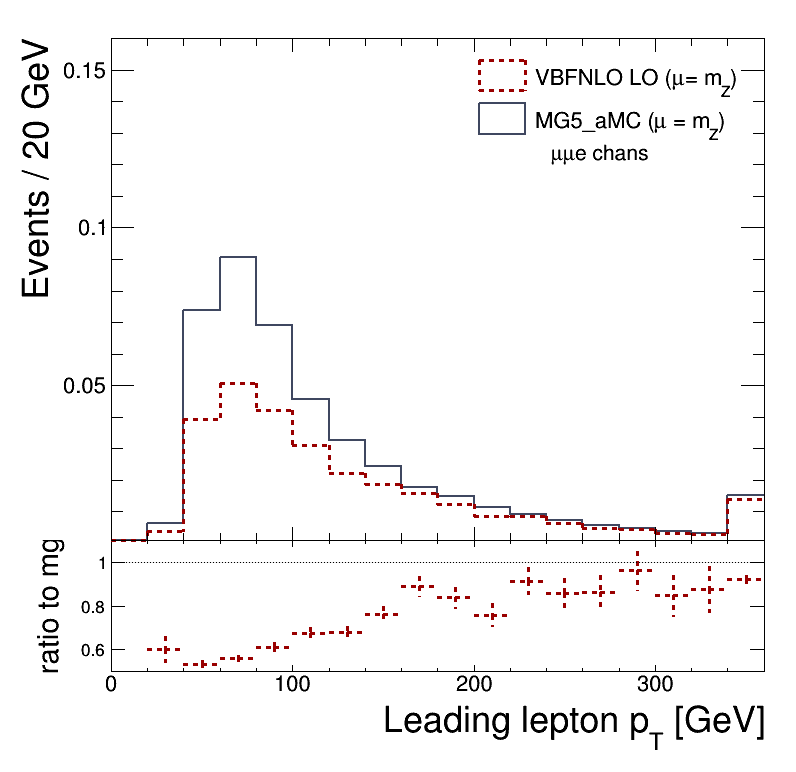 Events / 20 GeV
0.15
0.1
0.05
VBFNLO LO (μ= m_Z)
MG5_aMC (μ = m_Z)
μμe chans
ratio to mg
1
0.8
0.6
0 100 200 300
Leading lepton p_T [GeV]